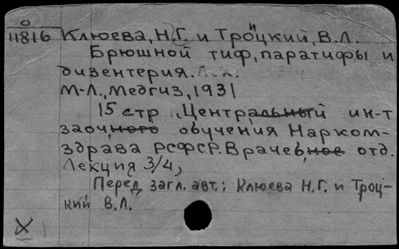 0
11816 Клюева, Н.Г. и Троцкий, В.Л.
Брюшной тиф, паратифы и
дизентерия.
М-Л., Медгиз, 1931
15 стр. Центральный ин-т
заочного обучения Нарком-
здрава РСФСР. Врачебное отд.
Лекция 3/4,
Перед загл. авт.: Клюева Н.Г. и Троц-
кий В.Л.